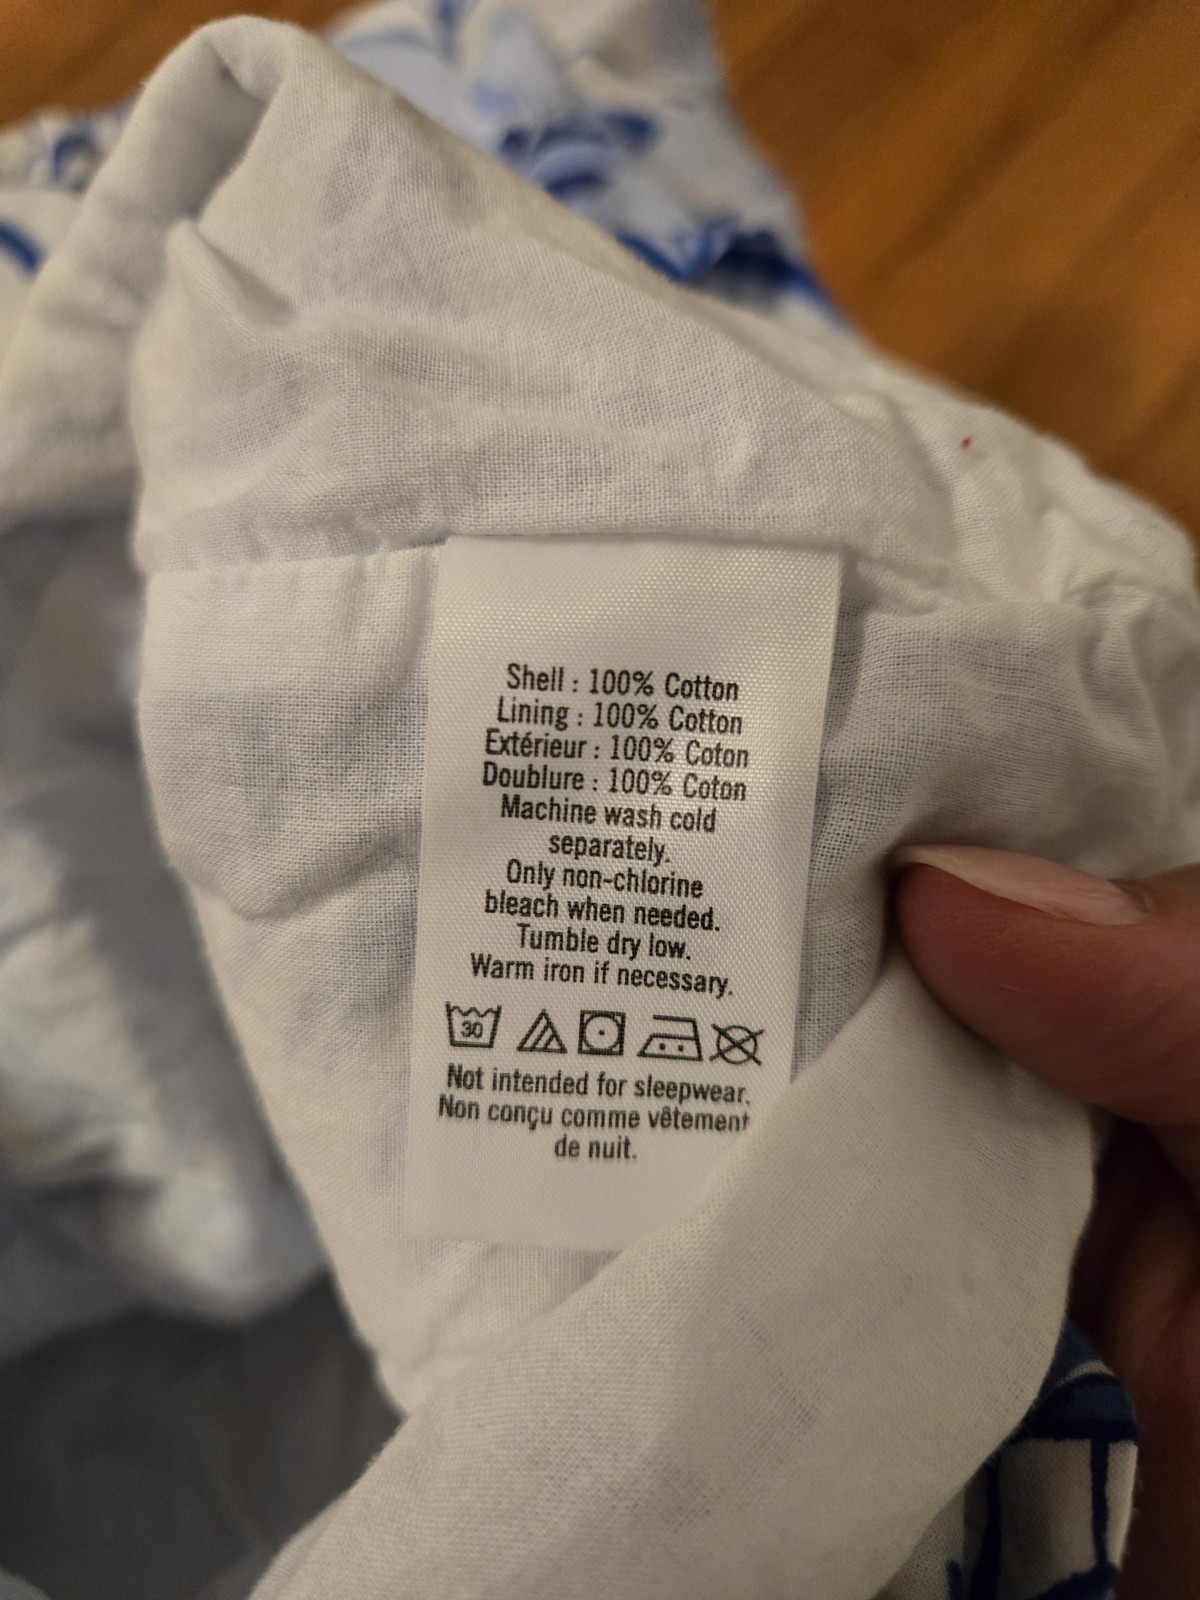 Shell : 100% Cotton
Lining : 100% Cotton
Extérieur : 100% Coton
Doublure : 100% Coton
Machine wash cold
separately.
Only non-chlorine
bleach when needed.
Tumble dry low.
Warm iron if necessary.
30
Not intended for sleepwear.
Non conçu comme vêtement
de nuit.